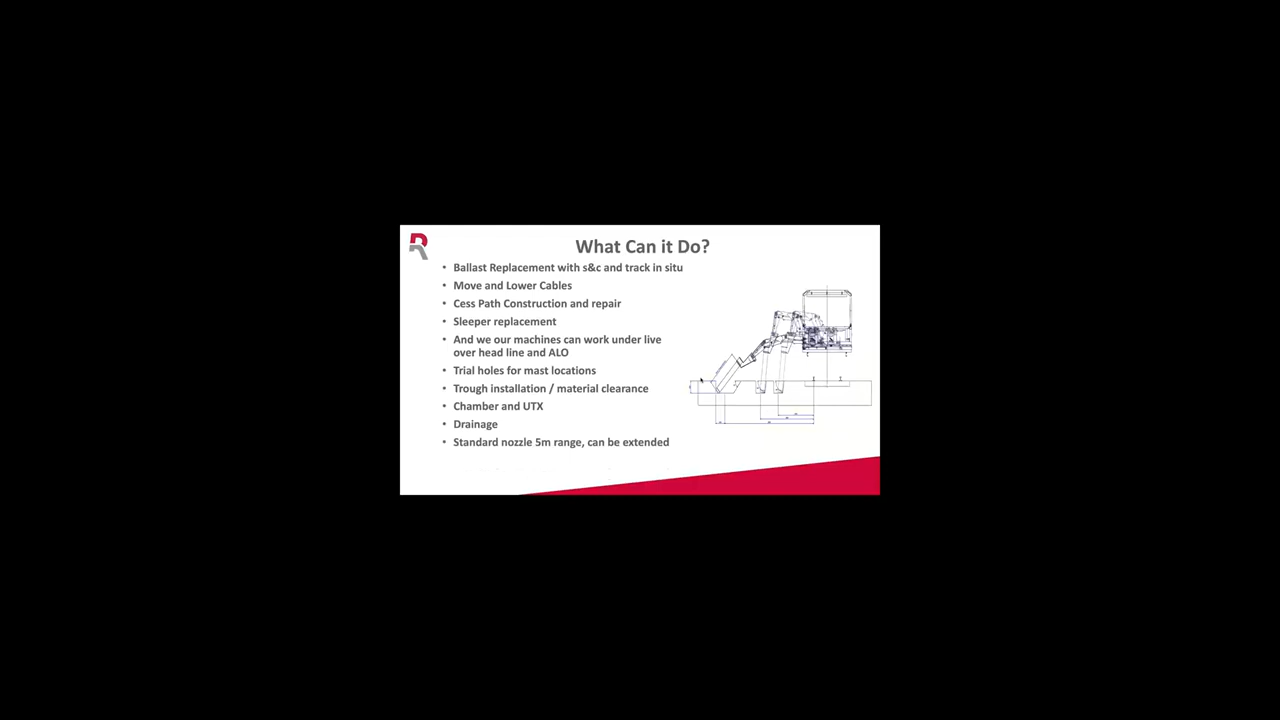 What Can it Do?
• Ballast Replacement with s&c and track in situ
• Move and Lower Cables
• Cess Path Construction and repair
• Sleeper replacement
• And we our machines can work under live
over head line and ALO
• Trial holes for mast locations
• Trough installation / material clearance
• Chamber and UTX
• Drainage
• Standard nozzle 5m range, can be extended